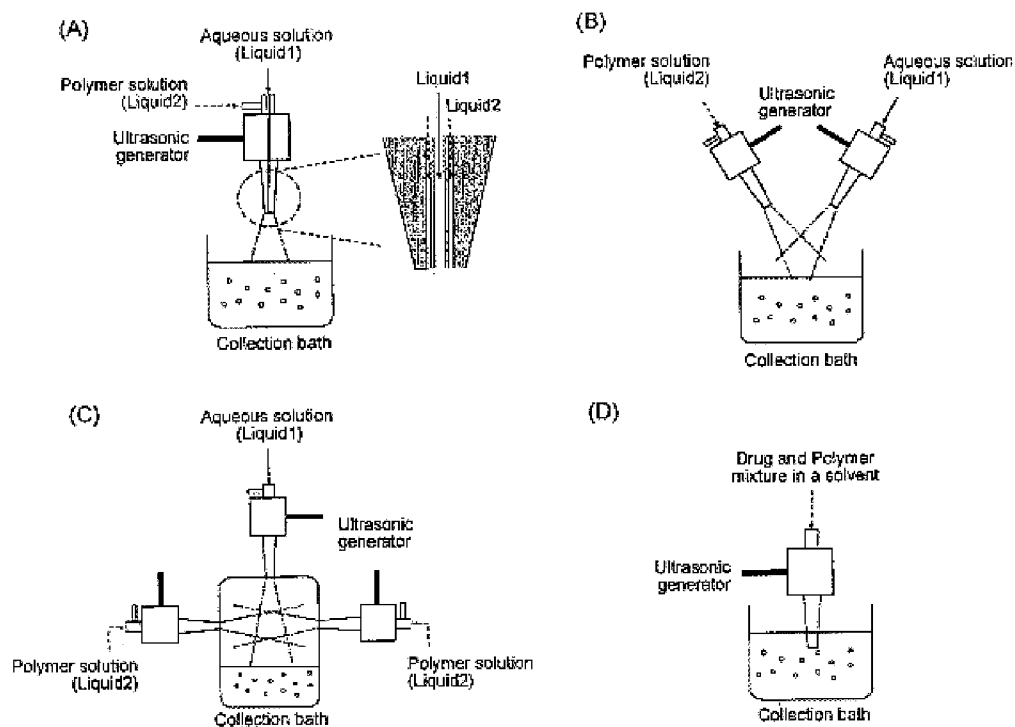 (A)
Aqueous solution
(Liquid1)
Polymer solution
(Liquid2)
Ultrasonic
generator
Liquid1
Liquid2
Collection bath
(B)
Polymer solution
(Liquid2)
Aqueous solution
(Liquid1)
Ultrasonic
generator
Collection bath
(C)
Aqueous solution
(Liquid1)
Ultrasonic
generator
Polymer solution
(Liquid2)
Polymer solution
(Liquid2)
Collection bath
(D)
Drug and Polymer
mixture in a solvent
Ultrasonic
generator
Collection bath